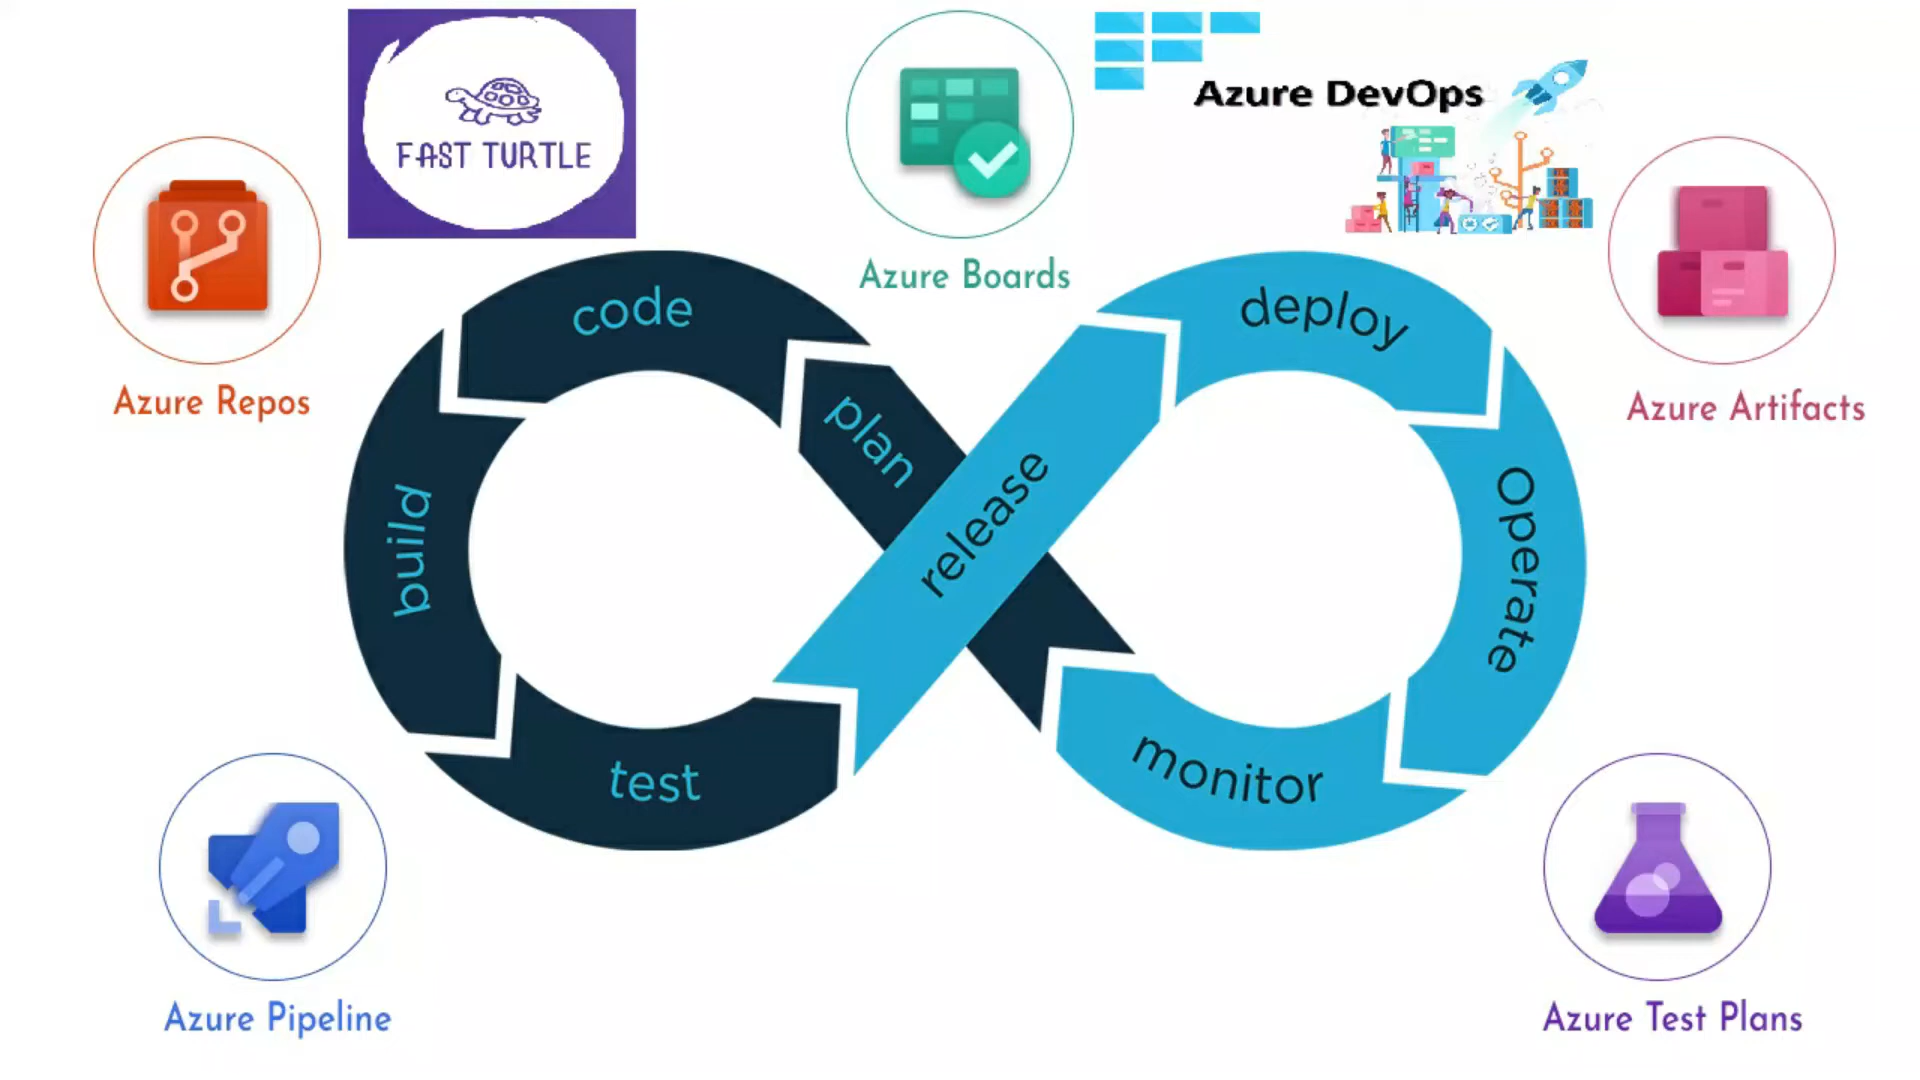 FAST TURTLE
Azure DevOps
Azure Boards
Azure Repos
Azure Artifacts
code
plan
build
test
release
deploy
Operate
monitor
Azure Pipeline
Azure Test Plans